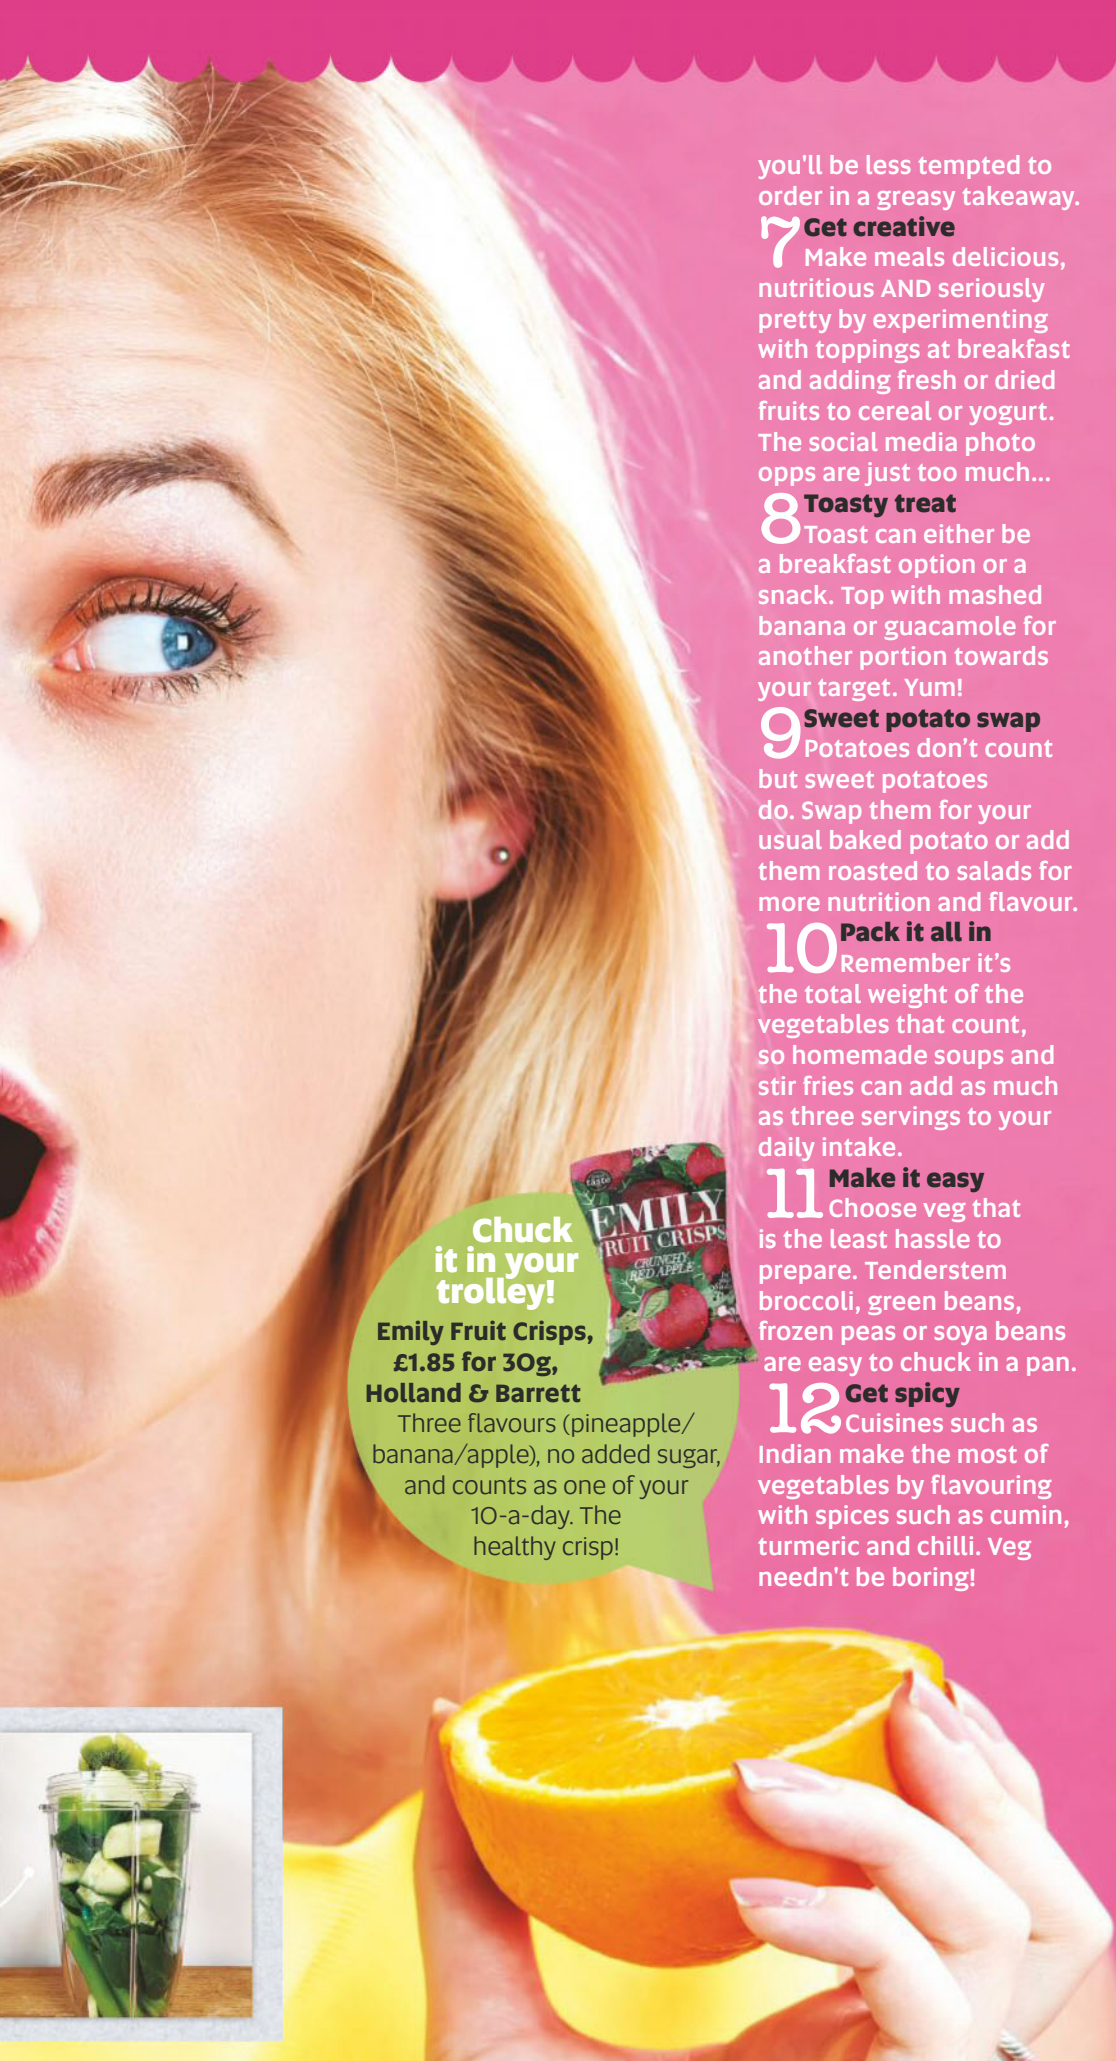 you'll be less tempted to
order in a greasy takeaway.
7 Get creative
Make meals delicious,
nutritious AND seriously
pretty by experimenting
with toppings at breakfast
and adding fresh or dried
fruits to cereal or yogurt.
The social media photo
opps are just too much...
8 Toasty treat
Toast can either be
a breakfast option or a
snack. Top with mashed
banana or guacamole for
another portion towards
your target. Yum!
9 Sweet potato swap
Potatoes don't count
but sweet potatoes
do. Swap them for your
usual baked potato or add
them roasted to salads for
more nutrition and flavour.
10 Pack it all in
Remember it's
the total weight of the
vegetables that count,
so homemade soups and
stir fries can add as much
as three servings to your
daily intake.
11 Make it easy
Choose veg that
is the least hassle to
prepare. Tenderstem
broccoli, green beans,
frozen peas or soya beans
are easy to chuck in a pan.
12 Get spicy
Cuisines such as
Indian make the most of
vegetables by flavouring
with spices such as cumin,
turmeric and chilli. Veg
needn't be boring!
Chuck
it in your
trolley!
Emily Fruit Crisps,
£1.85 for 30g,
Holland & Barrett
Three flavours (pineapple/
banana/apple), no added sugar,
and counts as one of your
10-a-day. The
healthy crisp!
taste
EMILY
FRUIT CRISPS
CRUNCHY
RED APPLE